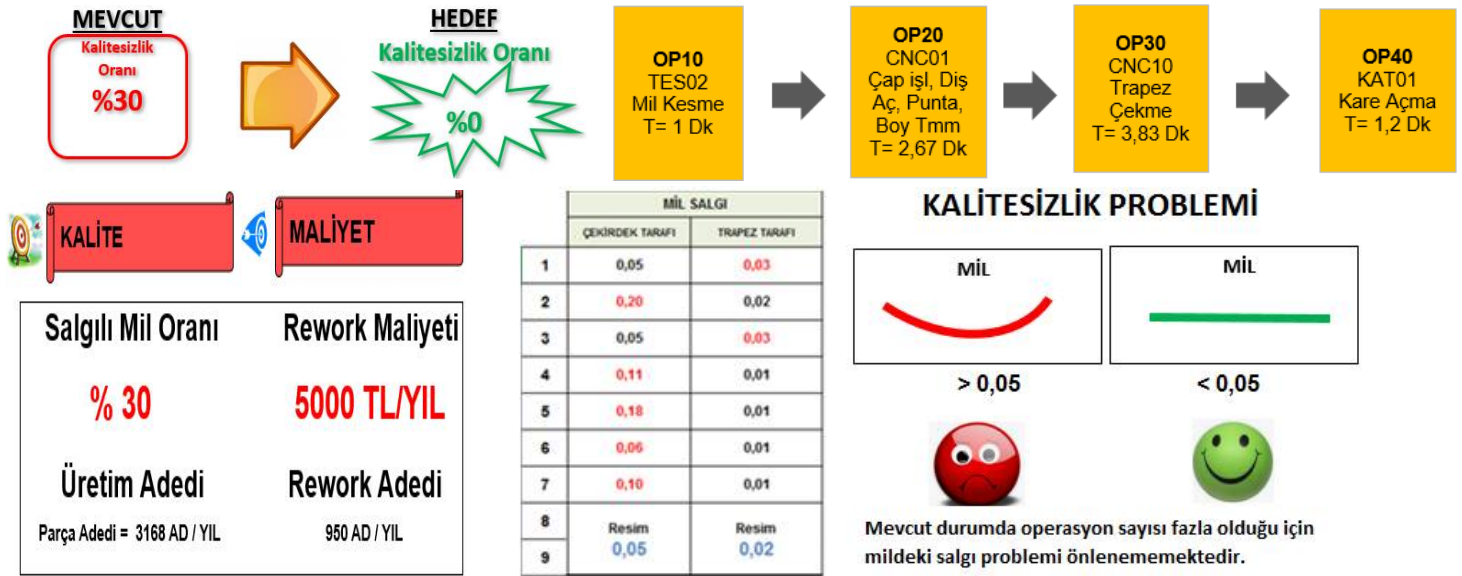 MEVCUT
Kalitesizlik
Oranı
%30
HEDEF
Kalitesizlik Oranı
%0
OP10
TES02
Mil Kesme
T= 1 Dk
OP20
CNC01
Çap işl, Diş
Aç, Punta,
Boy Tmm
T= 2,67 Dk
OP30
CNC10
Trapez
Çekme
T= 3,83 Dk
OP40
KAT01
Kare Açma
T= 1,2 Dk
KALİTE
MALİYET
Salgılı Mil Oranı
Rework Maliyeti
% 30
5000 TL/YIL
Üretim Adedi
Rework Adedi
Parça Adedi = 3168 AD / YIL
950 AD / YIL
MİL SALGI
ÇEKİRDEK TARAFI TRAPEZ TARAFI
1 0,05 0,03
2 0,20 0,02
3 0,05 0,03
4 0,11 0,01
5 0,18 0,01
6 0,06 0,01
7 0,10 0,01
8 Resim Resim
9 0,05 0,02
KALİTESİZLİK PROBLEMİ
MİL
MİL
> 0,05
< 0,05
Mevcut durumda operasyon sayısı fazla olduğu için
mildeki salgı problemi önlenememektedir.